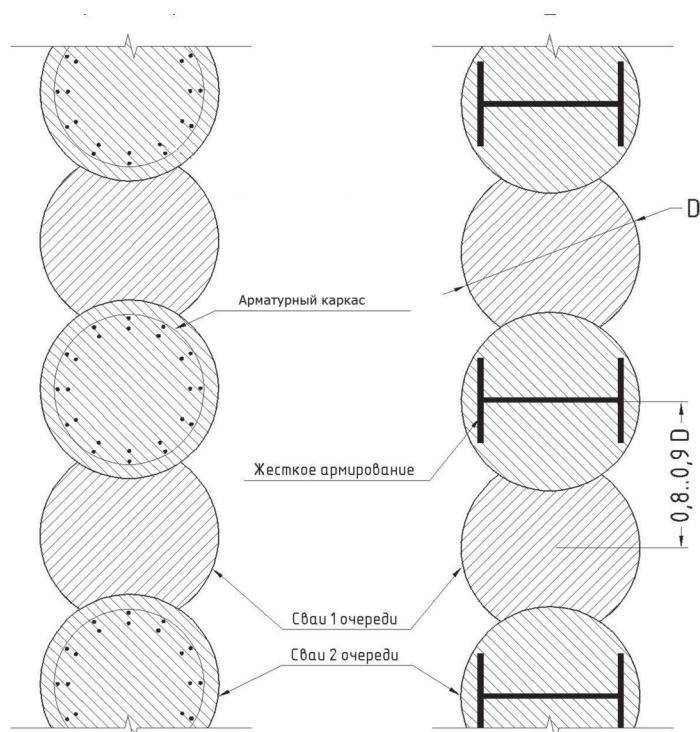 D
Арматурный каркас
Жесткое армирование
0,8..0,9 D
Сваи 1 очереди
Сваи 2 очереди